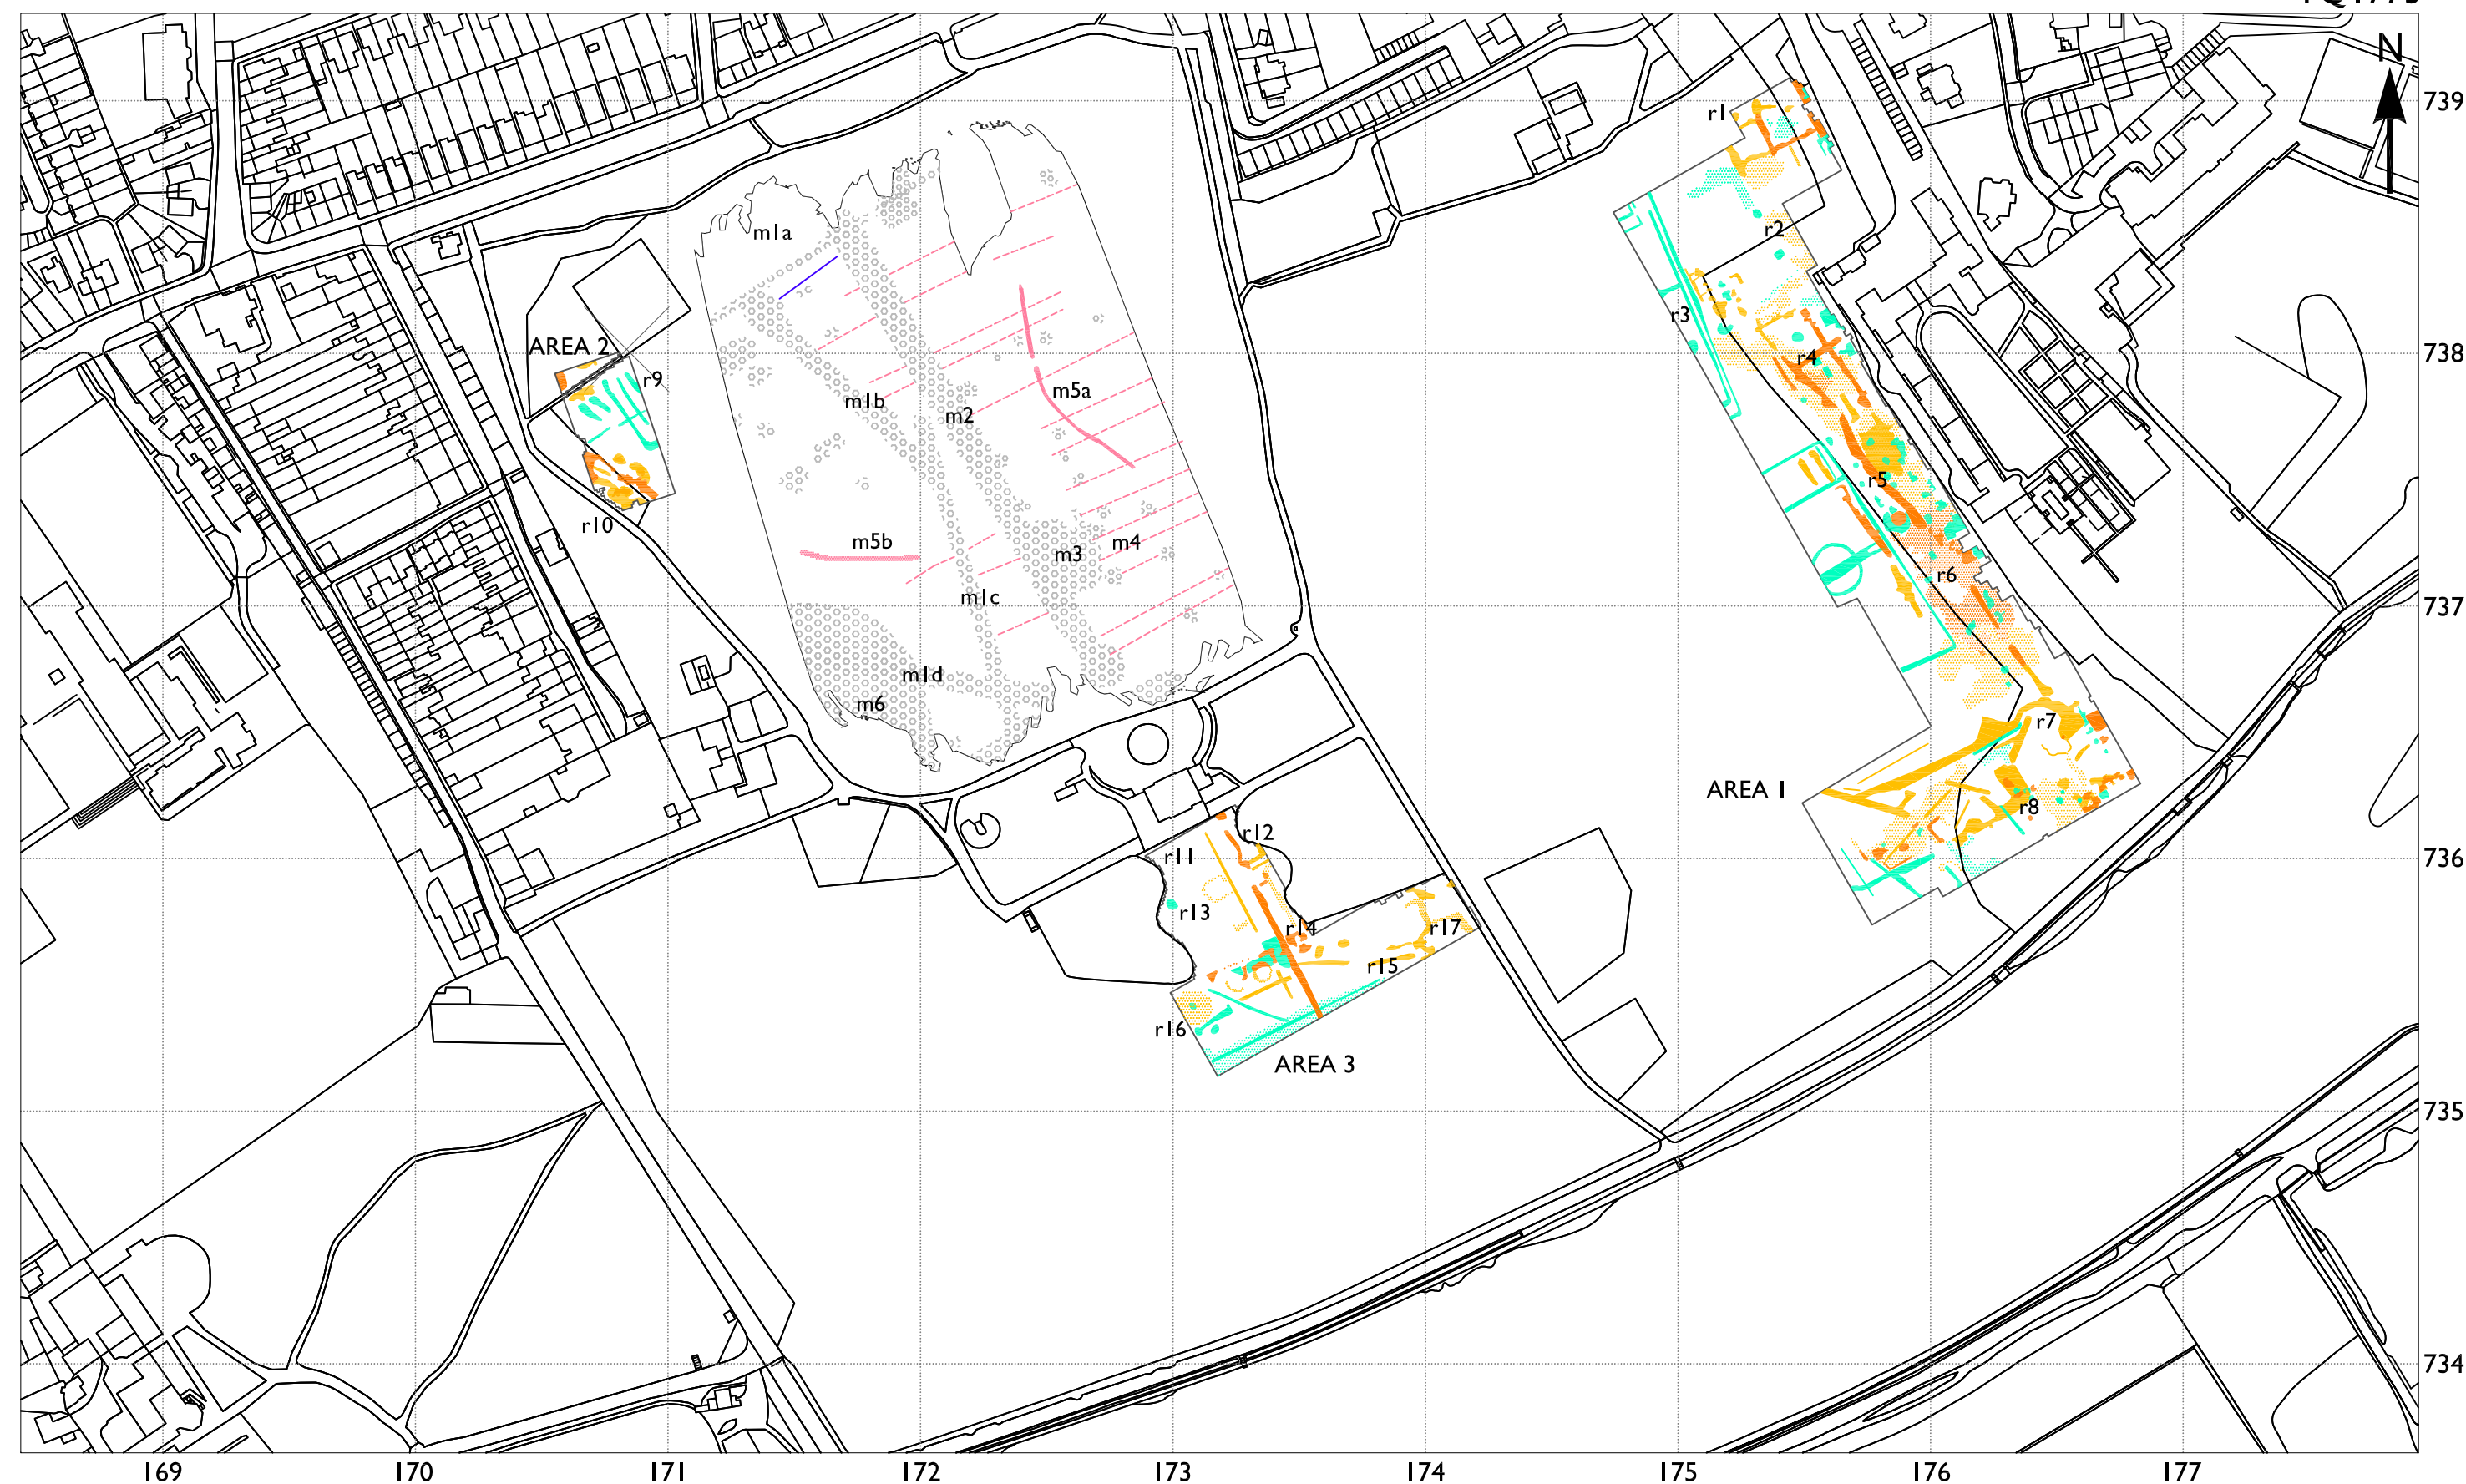 TQ1773
N
739
r1
r2
m1a
r3
738
AREA 2
r9
r4
m1b
m2
m5a
r5
r10
m5b
m3
m4
r6
m1c
737
m1d
m6
r7
AREA 1
r8
r12
r11
736
r13
r14
r17
r15
r16
AREA 3
735
734
169 170 171 172 173 174 175 176 177